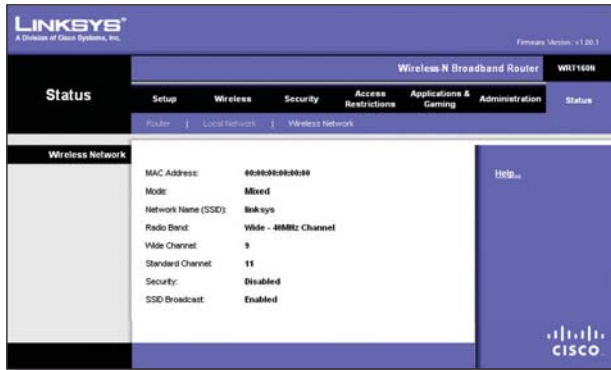 LINKSYS®
A Division of Cisco Systems, Inc.
Firmware Version: v1.00.1
Wireless-N Broadband Router WRT160N
Status
Setup Wireless Security Access Restrictions Applications & Gaming Administration Status
Router | Local Network | Wireless Network
Wireless Network
MAC Address: 00:00:00:00:00:00
Mode: Mixed
Network Name (SSID): linksys
Radio Band: Wide - 40MHz Channel
Wide Channel: 9
Standard Channel: 11
Security: Disabled
SSID Broadcast: Enabled
Help...
CISCO